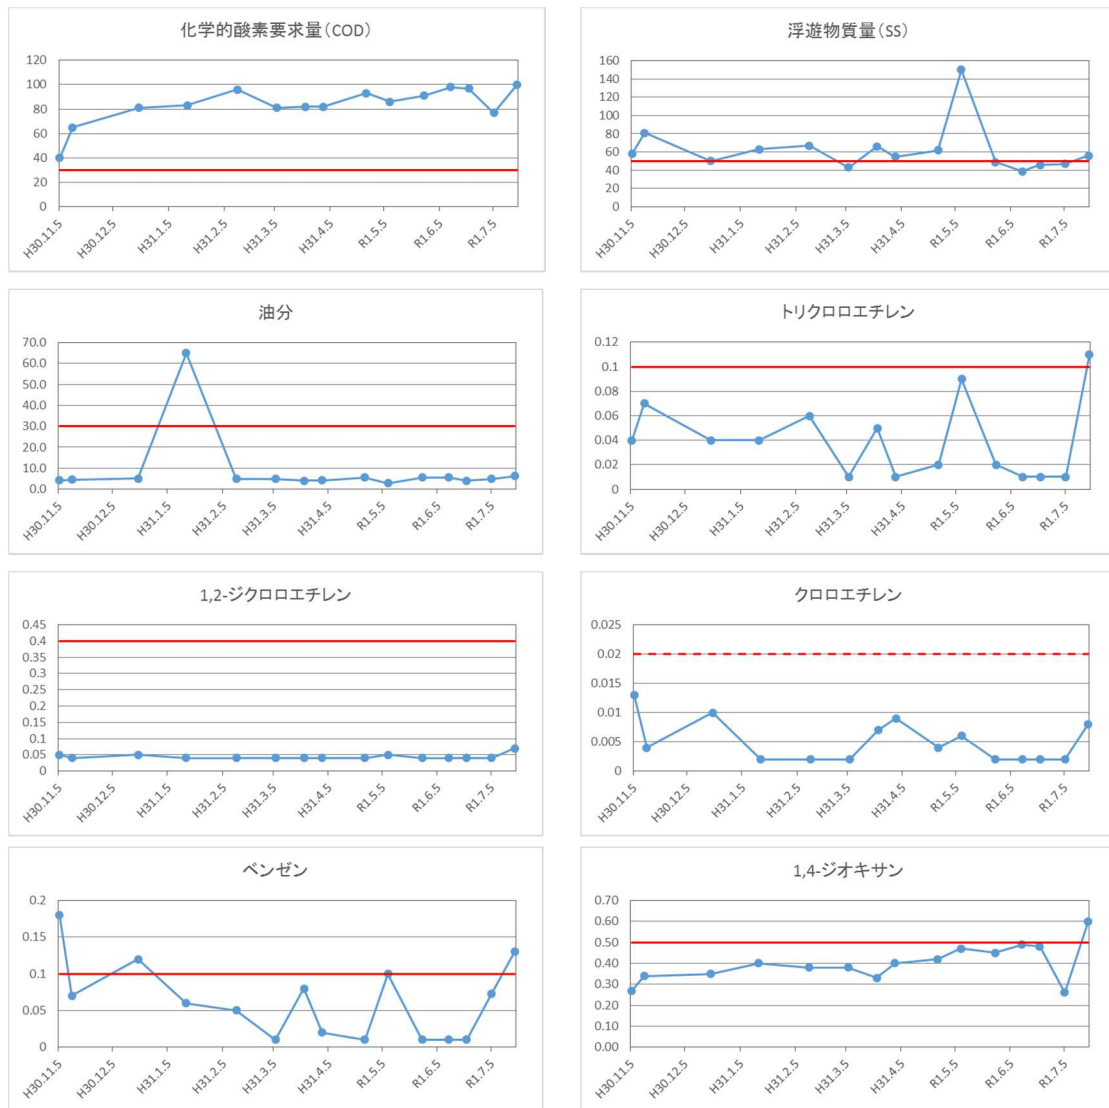 化学的酸素要求量(COD)
120
100
80
60
40
20
0
H30.11.5
H30.12.5
H31.1.5
H31.2.5
H31.3.5
H31.4.5
R1.5.5
R1.6.5
R1.7.5
浮遊物質量(SS)
160
140
120
100
80
60
40
20
0
H30.11.5
H30.12.5
H31.1.5
H31.2.5
H31.3.5
H31.4.5
R1.5.5
R1.6.5
R1.7.5
油分
70.0
60.0
50.0
40.0
30.0
20.0
10.0
0.0
H30.11.5
H30.12.5
H31.1.5
H31.2.5
H31.3.5
H31.4.5
R1.5.5
R1.6.5
R1.7.5
トリクロロエチレン
0.12
0.1
0.08
0.06
0.04
0.02
0
H30.11.5
H30.12.5
H31.1.5
H31.2.5
H31.3.5
H31.4.5
R1.5.5
R1.6.5
R1.7.5
1,2-ジクロロエチレン
0.45
0.4
0.35
0.3
0.25
0.2
0.15
0.1
0.05
0
H30.11.5
H30.12.5
H31.1.5
H31.2.5
H31.3.5
H31.4.5
R1.5.5
R1.6.5
R1.7.5
クロロエチレン
0.025
0.02
0.015
0.01
0.005
0
H30.11.5
H30.12.5
H31.1.5
H31.2.5
H31.3.5
H31.4.5
R1.5.5
R1.6.5
R1.7.5
ベンゼン
0.2
0.15
0.1
0.05
0
H30.11.5
H30.12.5
H31.1.5
H31.2.5
H31.3.5
H31.4.5
R1.5.5
R1.6.5
R1.7.5
1,4-ジオキサン
0.70
0.60
0.50
0.40
0.30
0.20
0.10
0.00
H30.11.5
H30.12.5
H31.1.5
H31.2.5
H31.3.5
H31.4.5
R1.5.5
R1.6.5
R1.7.5